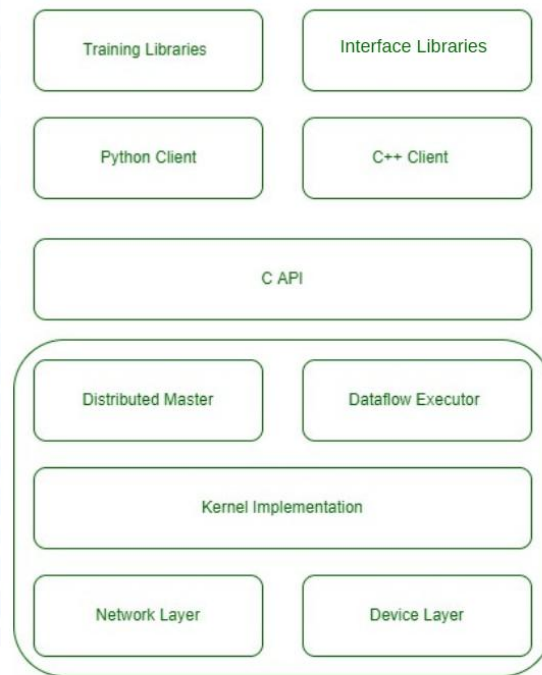 Training Libraries
Interface Libraries
Python Client
C++ Client
C API
Distributed Master
Dataflow Executor
Kernel Implementation
Network Layer
Device Layer